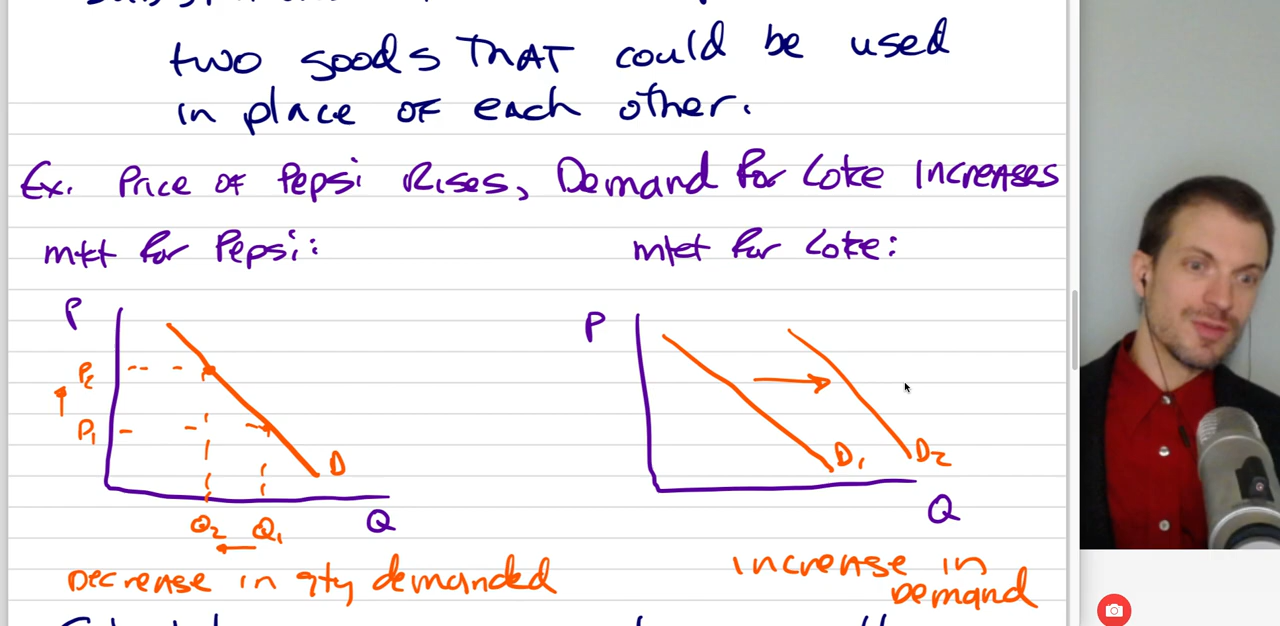 two goods THAT could be used
in place of each other.
Ex. Price of Pepsi Rises, Demand for Coke Increases
mkt for Pepsi:
mkt for Coke:
P
P2
P1
D
Q2 Q1
Q
Decrease in qty demanded
P
D1
D2
Q
Increase in
Demand